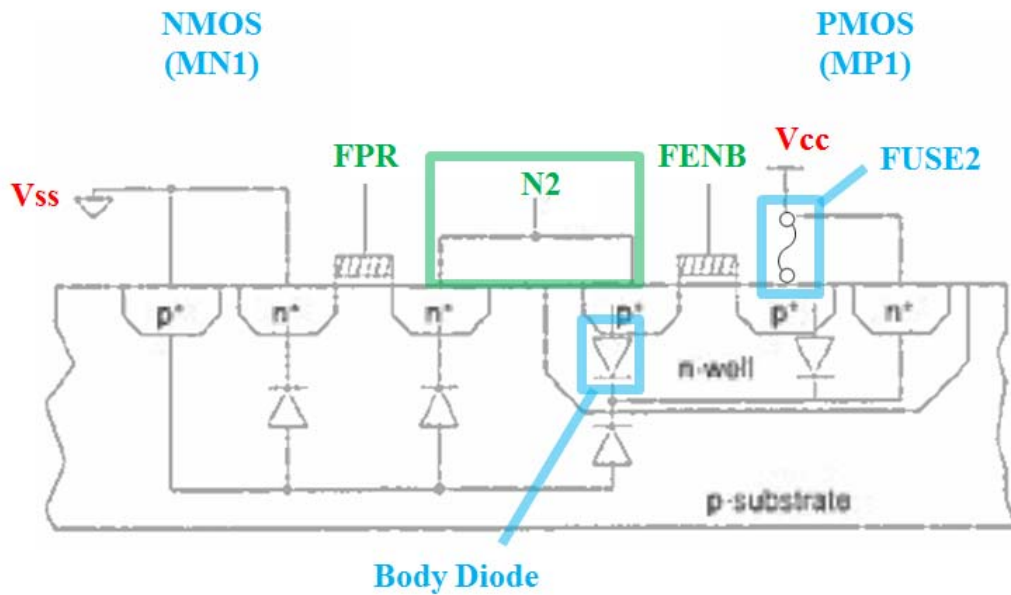 NMOS
(MN1)
PMOS
(MP1)
FPR
FENB
Vcc
FUSE2
Vss
N2
p+
n+
n+
p+
p+
n+
n-well
p-substrate
Body Diode